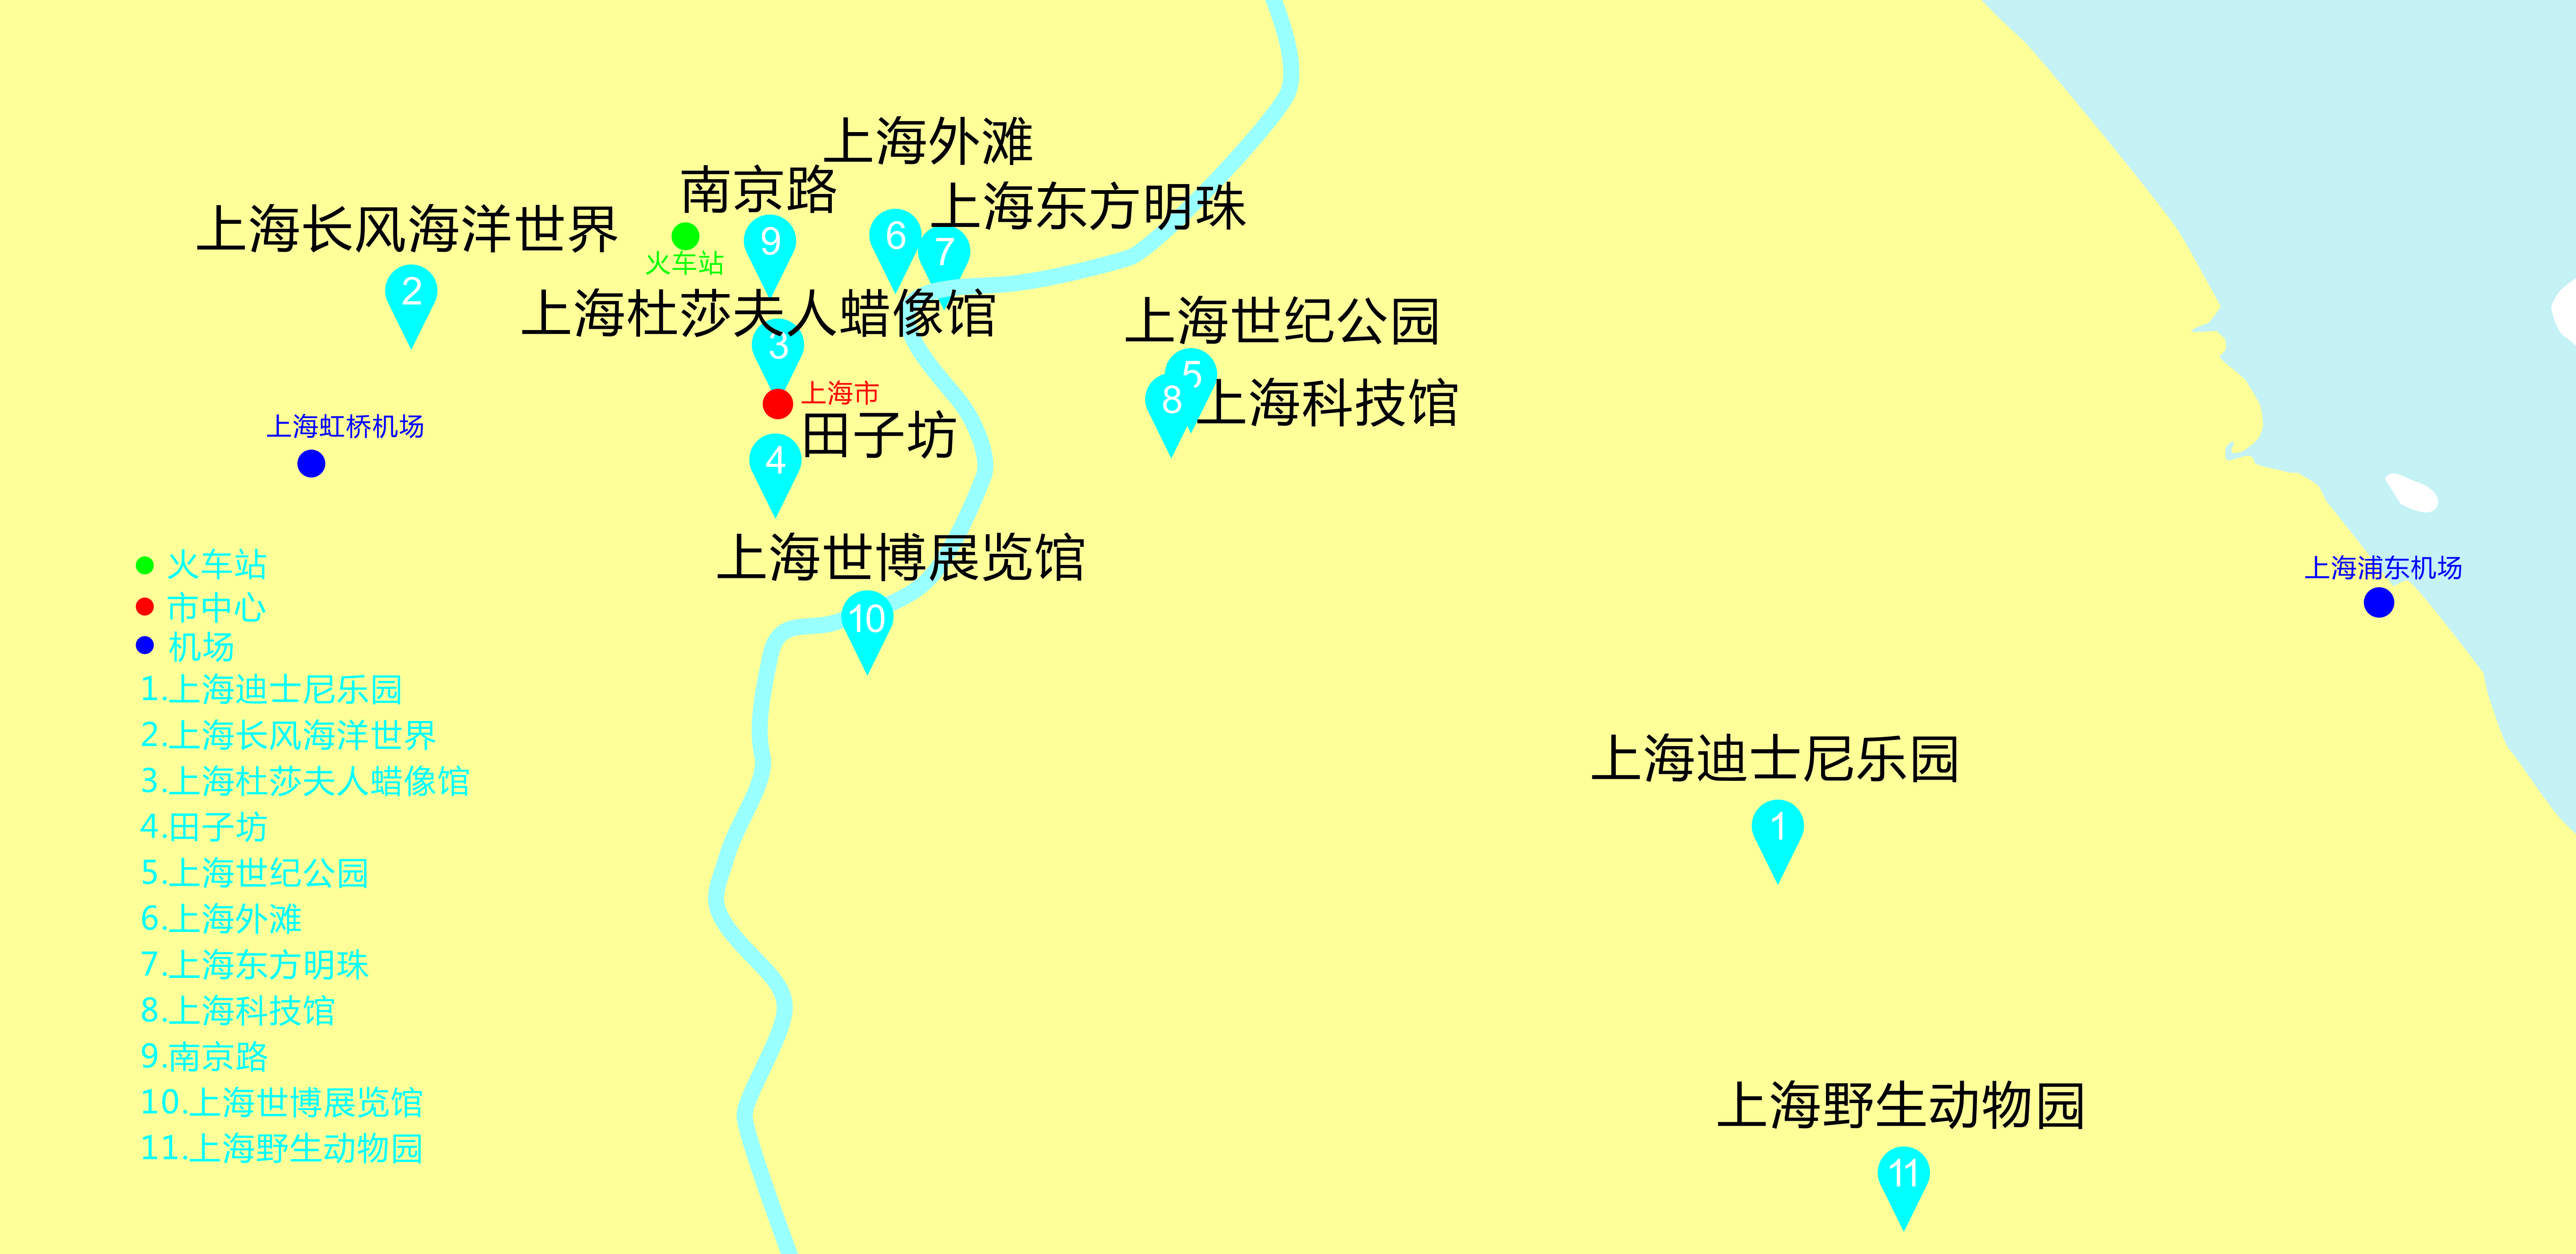 上海外滩
南京路
上海东方明珠
上海长风海洋世界
9
6
7
火车站
2
上海杜莎夫人蜡像馆
上海世纪公园
3
5
上海市
8
上海科技馆
上海虹桥机场
田子坊
4
上海世博展览馆
火车站
上海浦东机场
市中心
10
机场
1.上海迪士尼乐园
2.上海长风海洋世界
上海迪士尼乐园
3.上海杜莎夫人蜡像馆
4.田子坊
1
5.上海世纪公园
6.上海外滩
7.上海东方明珠
8.上海科技馆
9.南京路
10.上海世博展览馆
上海野生动物园
11.上海野生动物园
11